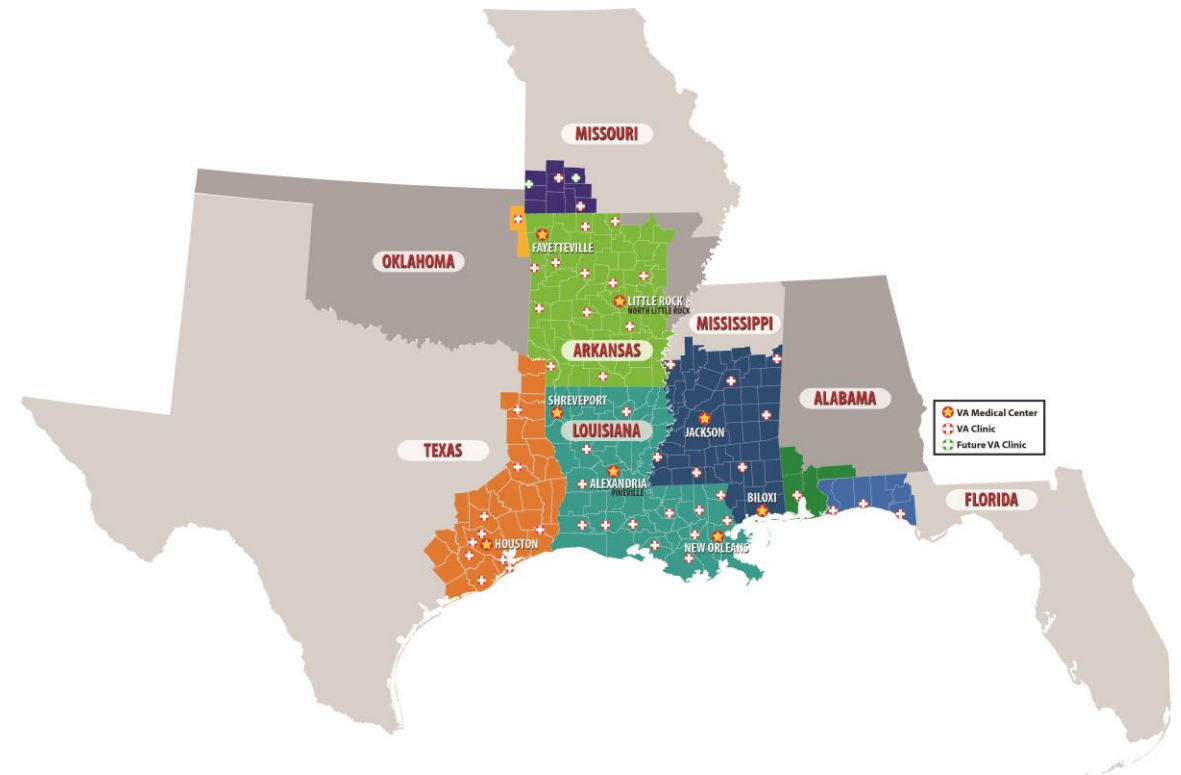 MISSOURI
FAYETTEVILLE
OKLAHOMA
LITTLE ROCK
NORTH LITTLE ROCK
MISSISSIPPI
ARKANSAS
ALABAMA
SHREVEPORT
VA Medical Center
VA Clinic
Future VA Clinic
LOUISIANA
JACKSON
TEXAS
ALEXANDRIA
PINEVILLE
BILOXI
FLORIDA
HOUSTON
NEW ORLEANS